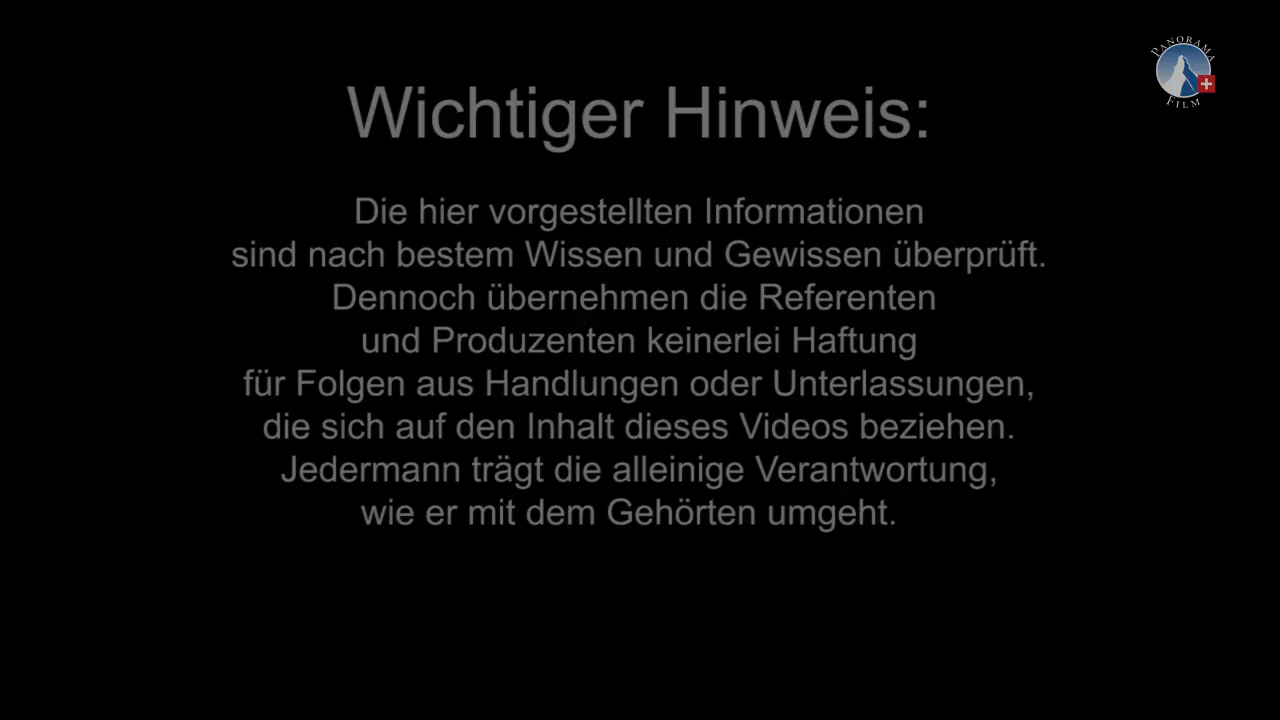 PANORAMA
FILM
Wichtiger Hinweis:
Die hier vorgestellten Informationen
sind nach bestem Wissen und Gewissen überprüft.
Dennoch übernehmen die Referenten
und Produzenten keinerlei Haftung
für Folgen aus Handlungen oder Unterlassungen,
die sich auf den Inhalt dieses Videos beziehen.
Jedermann trägt die alleinige Verantwortung,
wie er mit dem Gehörten umgeht.